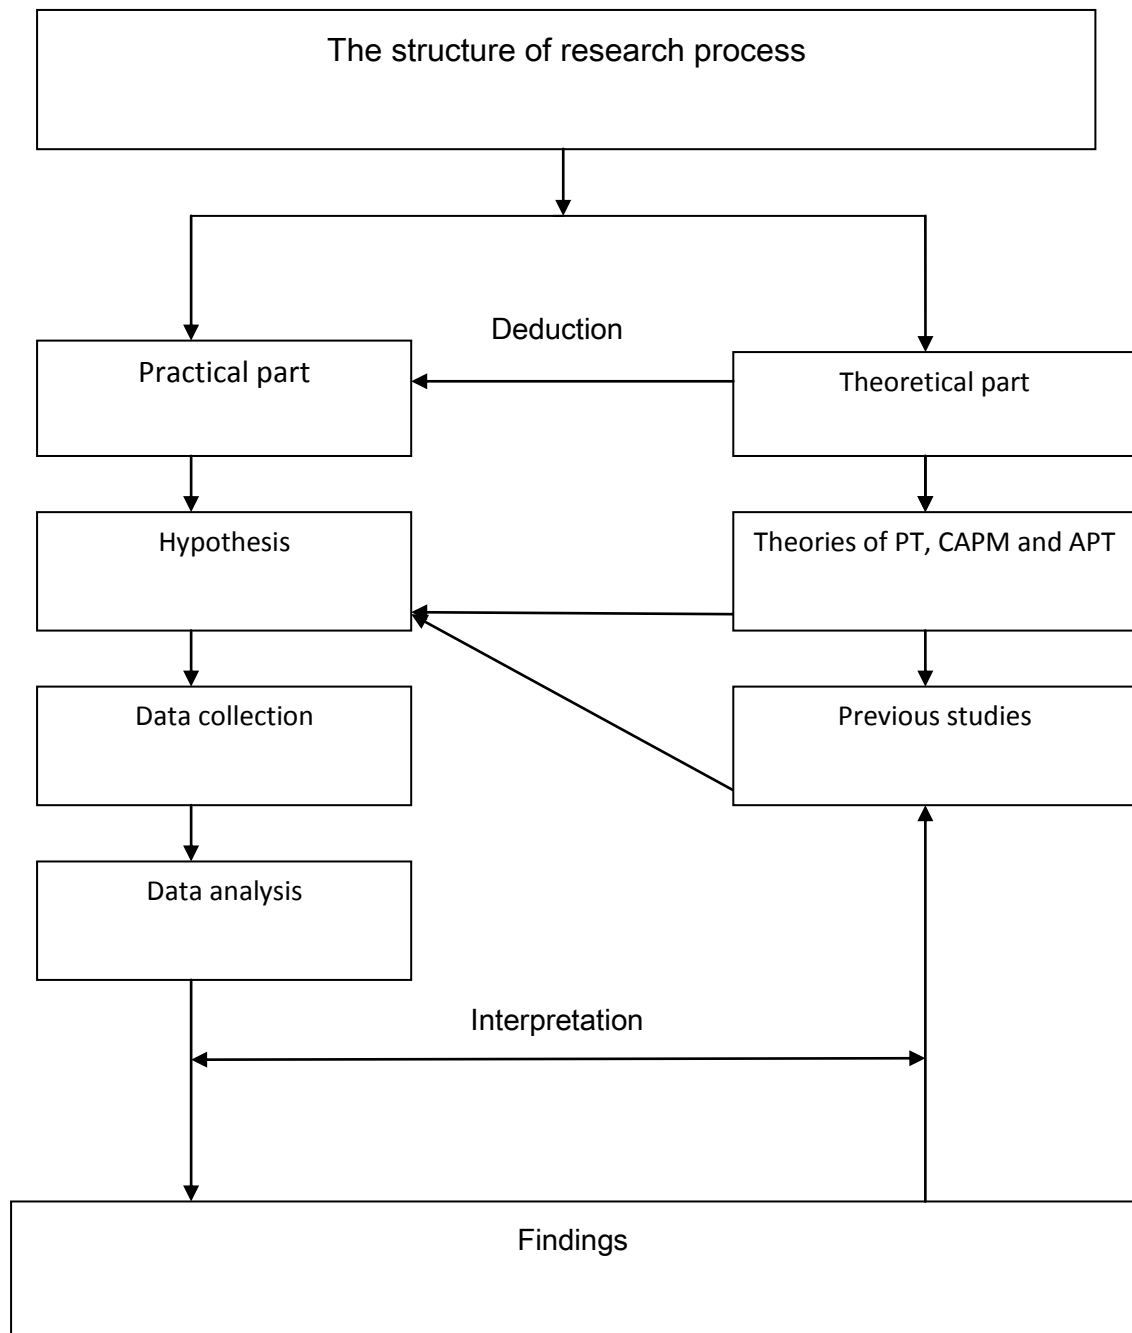 The structure of research process
Deduction
Practical part
Theoretical part
Hypothesis
Theories of PT, CAPM and APT
Data collection
Previous studies
Data analysis
Interpretation
Findings